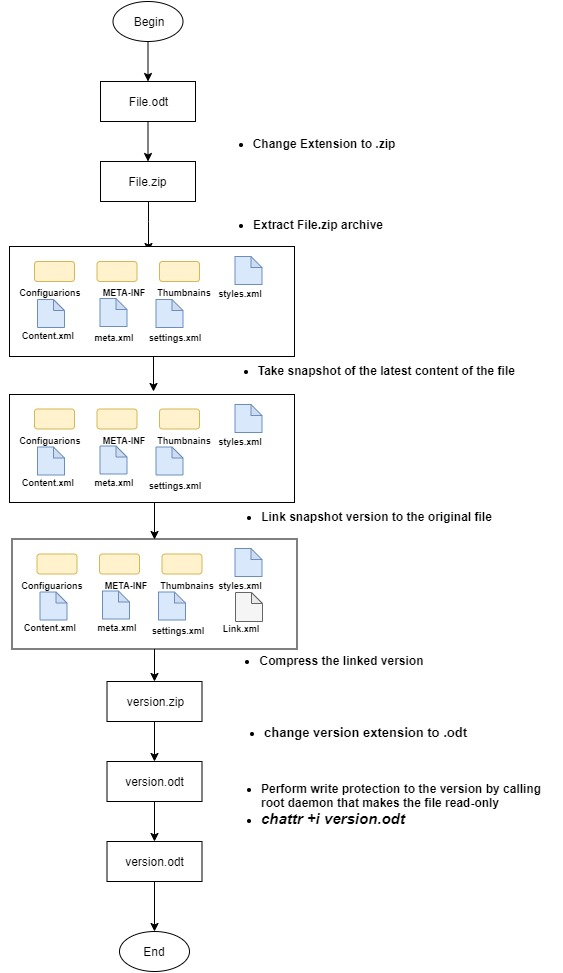 Begin
File.odt
Change Extension to .zip
File.zip
Extract File.zip archive
Configuarions META-INF Thumbnains styles.xml
Content.xml meta.xml settings.xml
Take snapshot of the latest content of the file
Configuarions META-INF Thumbnains styles.xml
Content.xml meta.xml settings.xml
Link snapshot version to the original file
Configuarions META-INF Thumbnains styles.xml
Content.xml meta.xml settings.xml Link.xml
Compress the linked version
version.zip
change version extension to .odt
version.odt
Perform write protection to the version by calling
root daemon that makes the file read-only
chattr +i version.odt
version.odt
End